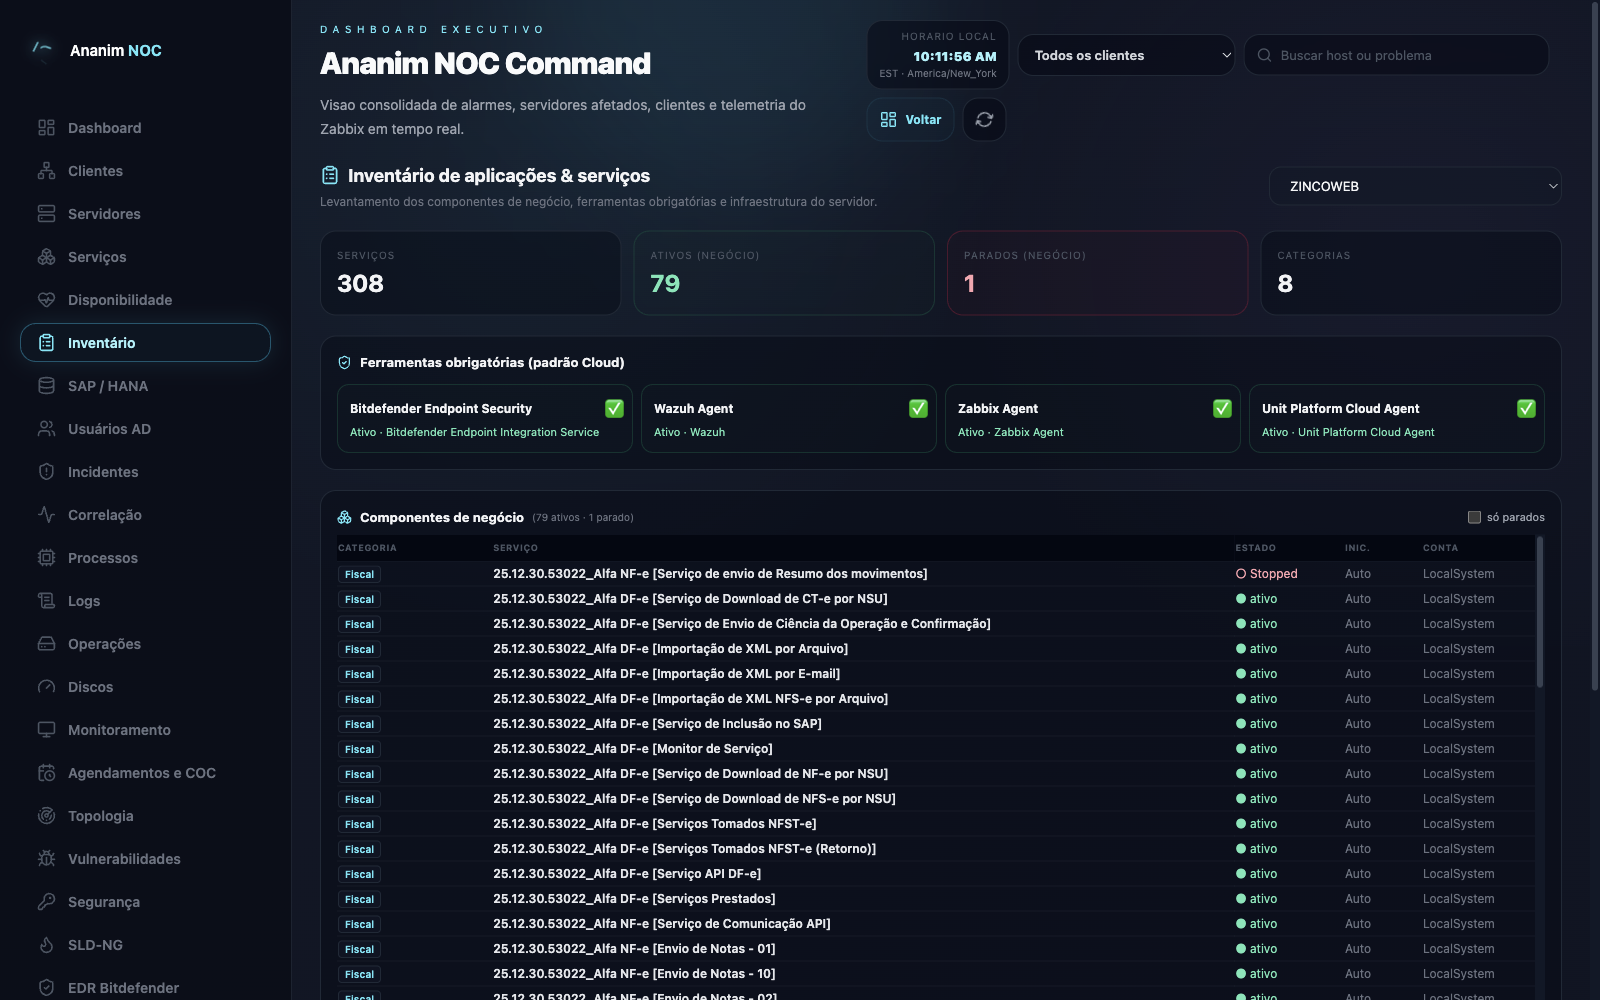 Ananim NOC
Dashboard
Clientes
Servidores
Serviços
Disponibilidade
Inventário
SAP / HANA
Usuários AD
Incidentes
Correlação
Processos
Logs
Operações
Discos
Monitoramento
Agendamentos e COC
Topologia
Vulnerabilidades
Segurança
SLD-NG
EDR Bitdefender
DASHBOARD EXECUTIVO
Ananim NOC Command
Visao consolidada de alarmes, servidores afetados, clientes e telemetria do
Zabbix em tempo real.
HORARIO LOCAL
10:11:56 AM
EST · America/New_York
Todos os clientes
Buscar host ou problema
Voltar
Inventário de aplicações & serviços
Levantamento dos componentes de negócio, ferramentas obrigatórias e infraestrutura do servidor.
ZINCOWEB
SERVIÇOS
308
ATIVOS (NEGÓCIO)
79
PARADOS (NEGÓCIO)
1
CATEGORIAS
8
Ferramentas obrigatórias (padrão Cloud)
Bitdefender Endpoint Security
Ativo · Bitdefender Endpoint Integration Service
Wazuh Agent
Ativo · Wazuh
Zabbix Agent
Ativo · Zabbix Agent
Unit Platform Cloud Agent
Ativo · Unit Platform Cloud Agent
Componentes de negócio (79 ativos · 1 parado)
só parados
CATEGORIA SERVIÇO ESTADO INIC. CONTA
Fiscal 25.12.30.53022_Alfa NF-e [Serviço de envio de Resumo dos movimentos] Stopped Auto LocalSystem
Fiscal 25.12.30.53022_Alfa DF-e [Serviço de Download de CT-e por NSU] ativo Auto LocalSystem
Fiscal 25.12.30.53022_Alfa DF-e [Serviço de Envio de Ciência da Operação e Confirmação] ativo Auto LocalSystem
Fiscal 25.12.30.53022_Alfa DF-e [Importação de XML por Arquivo] ativo Auto LocalSystem
Fiscal 25.12.30.53022_Alfa DF-e [Importação de XML por E-mail] ativo Auto LocalSystem
Fiscal 25.12.30.53022_Alfa DF-e [Importação de XML NFS-e por Arquivo] ativo Auto LocalSystem
Fiscal 25.12.30.53022_Alfa DF-e [Serviço de Inclusão no SAP] ativo Auto LocalSystem
Fiscal 25.12.30.53022_Alfa DF-e [Monitor de Serviço] ativo Auto LocalSystem
Fiscal 25.12.30.53022_Alfa DF-e [Serviço de Download de NF-e por NSU] ativo Auto LocalSystem
Fiscal 25.12.30.53022_Alfa DF-e [Serviço de Download de NFS-e por NSU] ativo Auto LocalSystem
Fiscal 25.12.30.53022_Alfa DF-e [Serviços Tomados NFST-e] ativo Auto LocalSystem
Fiscal 25.12.30.53022_Alfa DF-e [Serviços Tomados NFST-e (Retorno)] ativo Auto LocalSystem
Fiscal 25.12.30.53022_Alfa DF-e [Serviço API DF-e] ativo Auto LocalSystem
Fiscal 25.12.30.53022_Alfa DF-e [Serviços Prestados] ativo Auto LocalSystem
Fiscal 25.12.30.53022_Alfa NF-e [Serviço de Comunicação API] ativo Auto LocalSystem
Fiscal 25.12.30.53022_Alfa NF-e [Envio de Notas - 01] ativo Auto LocalSystem
Fiscal 25.12.30.53022_Alfa NF-e [Envio de Notas - 10] ativo Auto LocalSystem
Fiscal 25.12.30.53022_Alfa NF-e [Envio de Notas - 02] ativo Auto LocalSystem